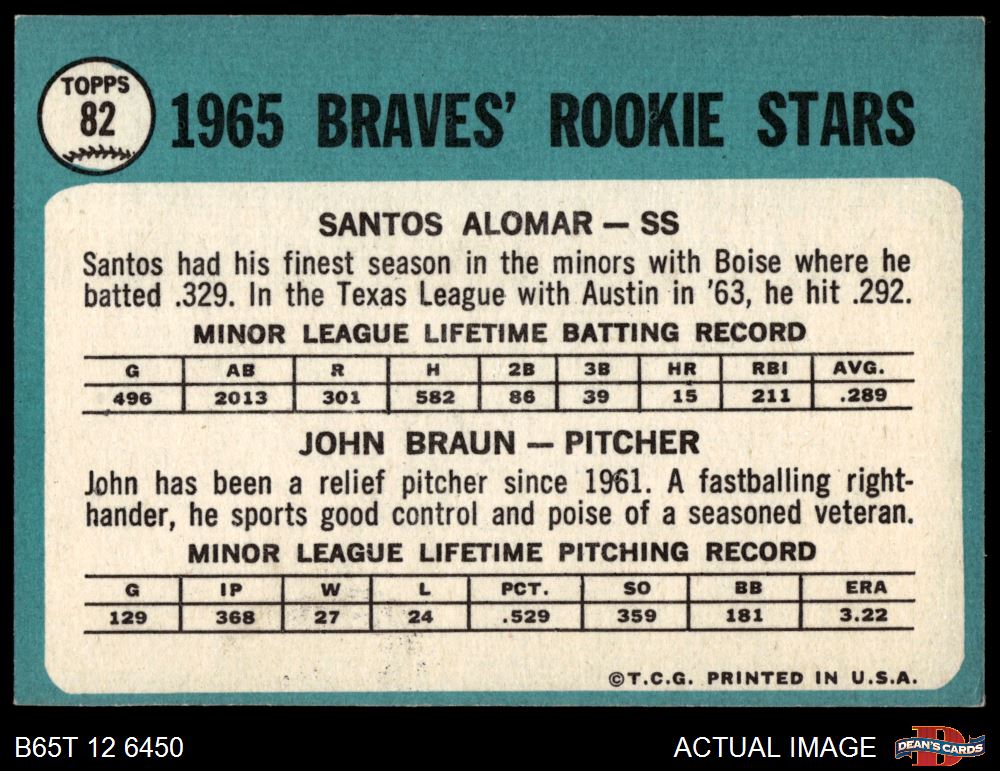 TOPPS
82
1965 BRAVES' ROOKIE STARS
SANTOS ALOMAR — SS
Santos had his finest season in the minors with Boise where he
batted .329. In the Texas League with Austin in '63, he hit .292.
MINOR LEAGUE LIFETIME BATTING RECORD
G AB R H 2B 3B HR RBI AVG.
496 2013 301 582 86 39 15 211 .289
JOHN BRAUN — PITCHER
John has been a relief pitcher since 1961. A fastballing right-
hander, he sports good control and poise of a seasoned veteran.
MINOR LEAGUE LIFETIME PITCHING RECORD
G IP W L PCT. SO BB ERA
129 368 27 24 .529 359 181 3.22
©T.C.G. PRINTED IN U.S.A.
B65T 12 6450
ACTUAL IMAGE
D
DEAN'S CARDS